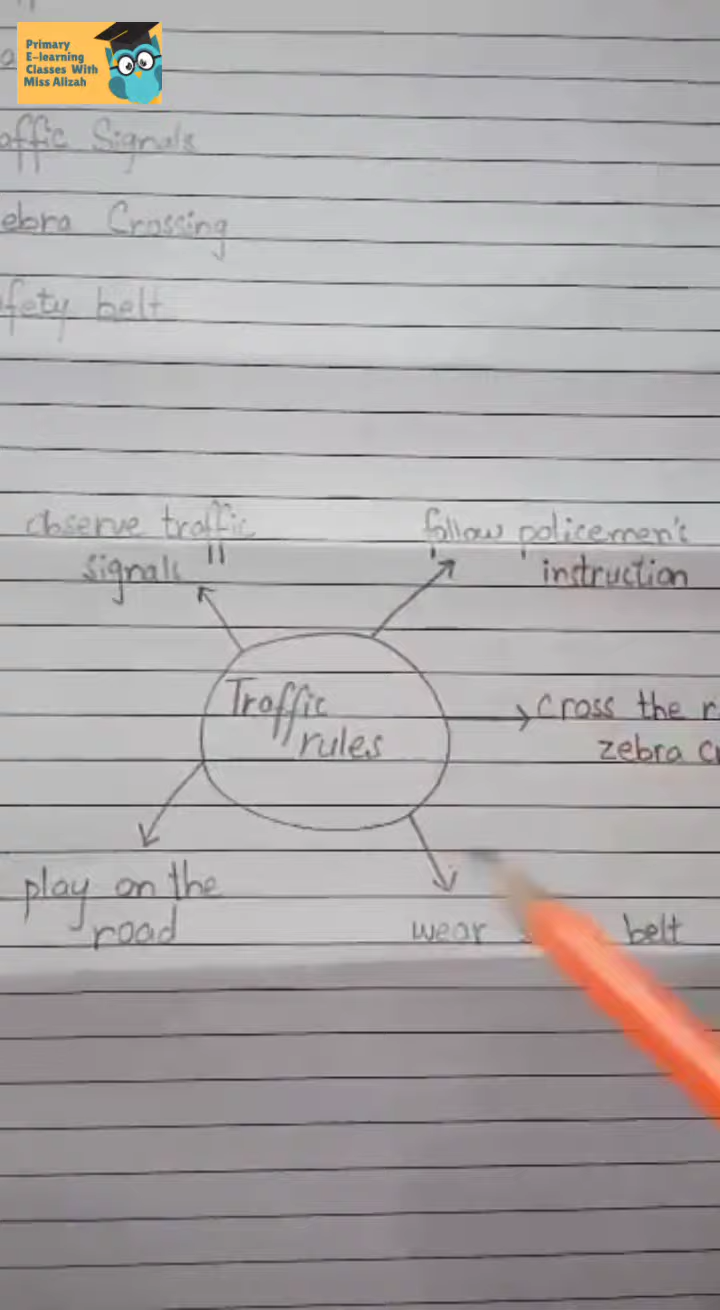 Primary
E-learning
Classes With
Miss Alizah
affic Signals
ebra Crossing
fety belt
observe traffic
signals
follow policemen's
instruction
Traffic
rules
cross the r
zebra c
play on the
road
wear belt